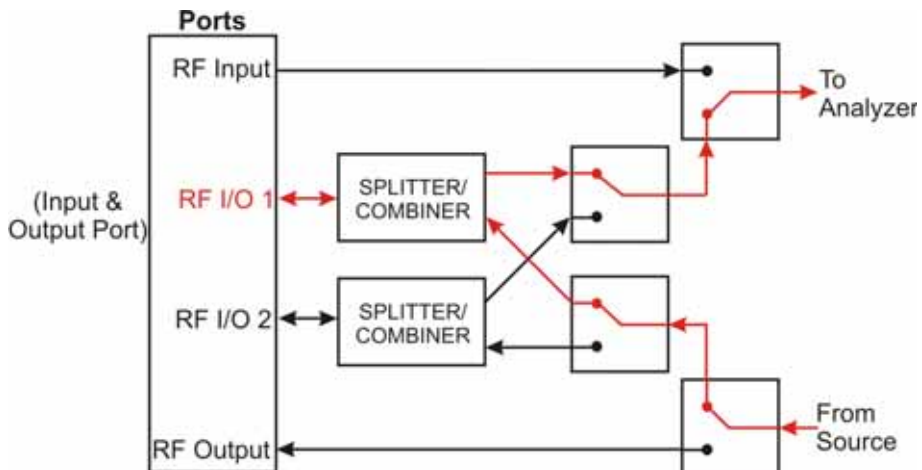 Ports
RF Input
To
Analyzer
RF I/O 1
SPLITTER/
COMBINER
(Input &
Output Port)
RF I/O 2
SPLITTER/
COMBINER
From
Source
RF Output